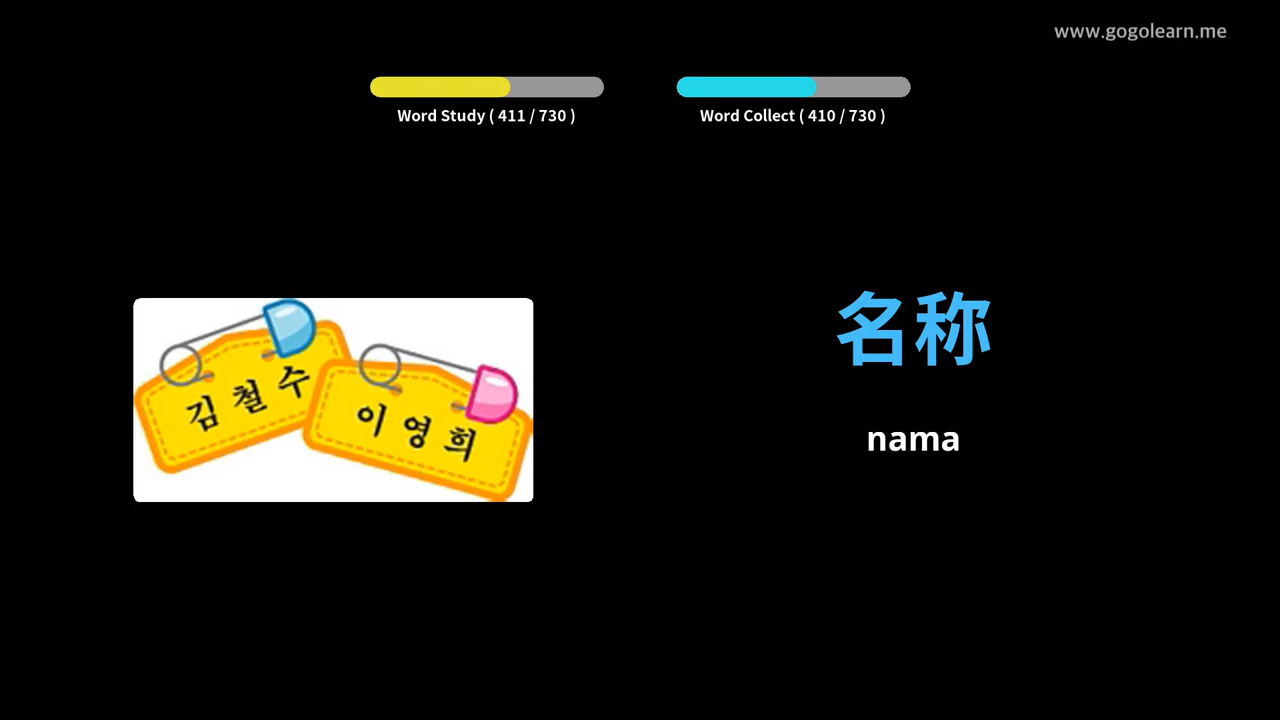 www.gogolearn.me
Word Study ( 411 / 730 )
Word Collect ( 410 / 730 )
김철수
이영희
名称
nama